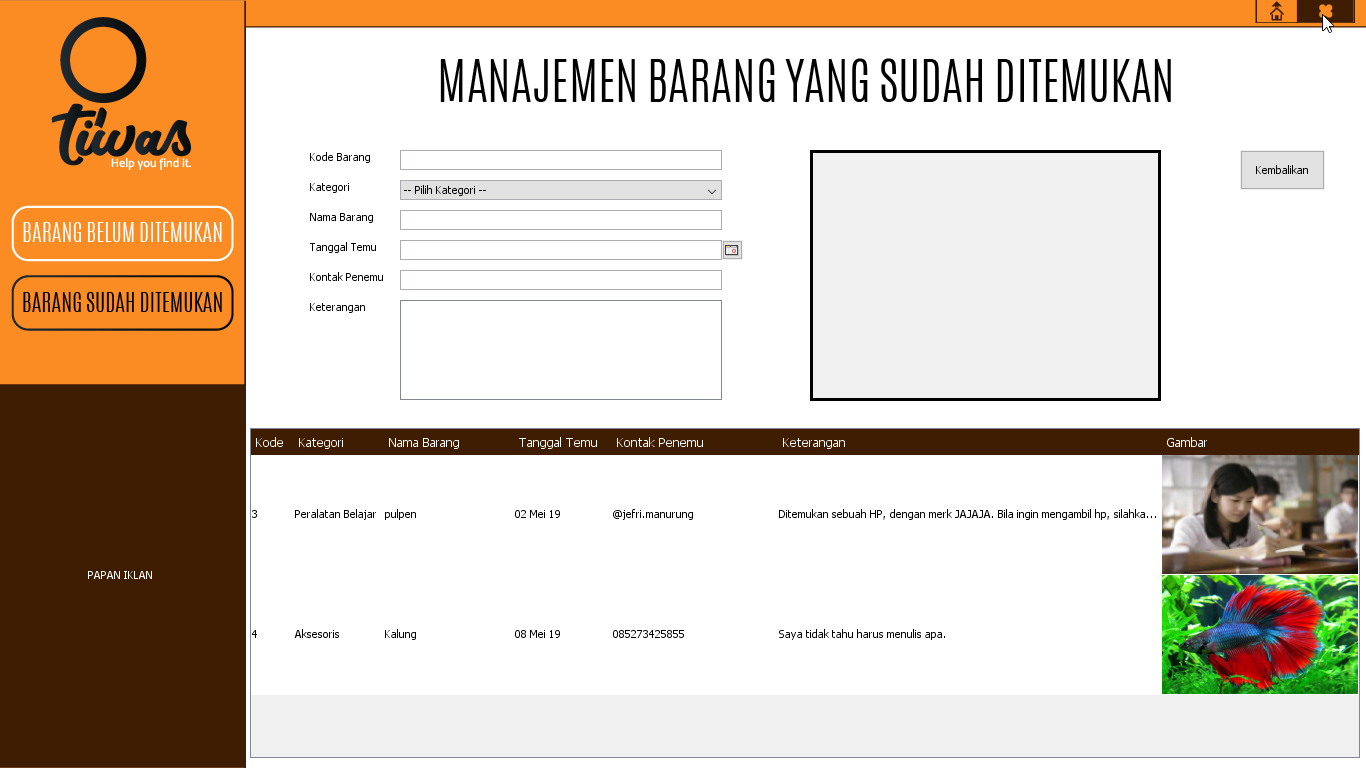 tiwas
Help you find it.
BARANG BELUM DITEMUKAN
BARANG SUDAH DITEMUKAN
PAPAN IKLAN
MANAJEMEN BARANG YANG SUDAH DITEMUKAN
Kode Barang
Kategori -- Pilih Kategori --
Nama Barang
Tanggal Temu
Kontak Penemu
Keterangan
Kembalikan
Kode Kategori Nama Barang Tanggal Temu Kontak Penemu Keterangan Gambar
3 Peralatan Belajar pulpen 02 Mei 19 @jefri.manurung Ditemukan sebuah HP, dengan merk JAJAJA. Bila ingin mengambil hp, silahka...
4 Aksesoris Kalung 08 Mei 19 085273425855 Saya tidak tahu harus menulis apa.